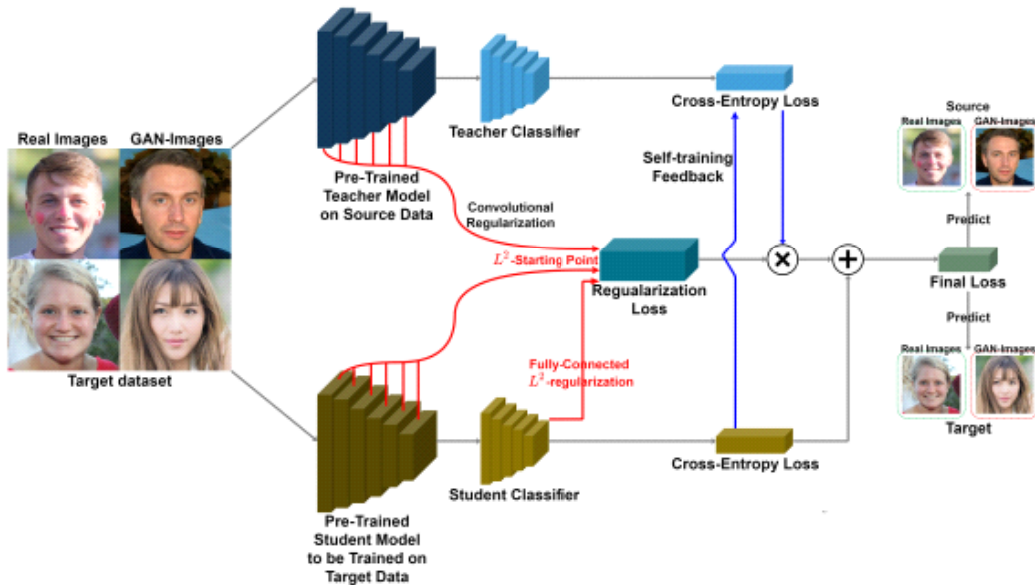 Real Images
GAN-Images
Target dataset
Pre-Trained
Teacher Model
on Source Data
Teacher Classifier
Cross-Entropy Loss
Self-training
Feedback
Convolutional
Regularization
L²-Starting Point
Regualarization
Loss
Fully-Connected
L²-regularization
Pre-Trained
Student Model
to be Trained on
Target Data
Student Classifier
Cross-Entropy Loss
Source
Real Images
GAN-Images
Predict
Final Loss
Predict
Real Images
GAN-Images
Target